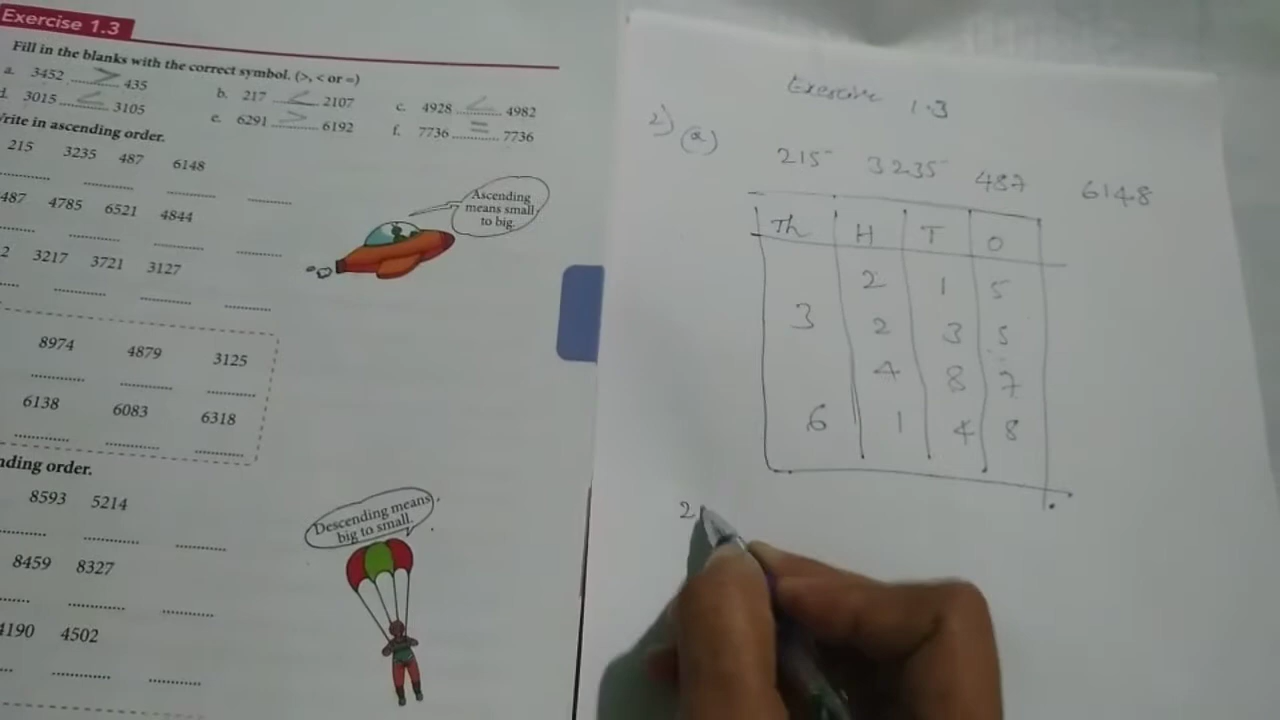 Exercise 1.3
Fill in the blanks with the correct symbol. (>, < or =)
a. 3452 ....>.... 435
b. 217 ....<.... 2107
c. 4928 ....<.... 4982
d. 3015 ....<.... 3105
e. 6291 ....>.... 6192
f. 7736 ....=.... 7736
rite in ascending order.
215 3235 487 6148
487 4785 6521 4844
2 3217 3721 3127
Ascending
means small
to big.
8974 4879 3125
6138 6083 6318
nding order.
8593 5214
8459 8327
4190 4502
Descending means
big to small.
Exercise 1.3
2) (a)
215 3235 487 6148
Th H T O
2 1 5
3 2 3 5
4 8 7
6 1 4 8
2